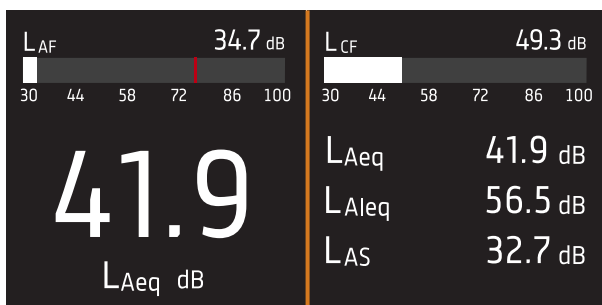 LAF 34.7 dB
30 44 58 72 86 100
41.9
LAeq dB
LCF 49.3 dB
30 44 58 72 86 100
LAeq 41.9 dB
LAIeq 56.5 dB
LAS 32.7 dB